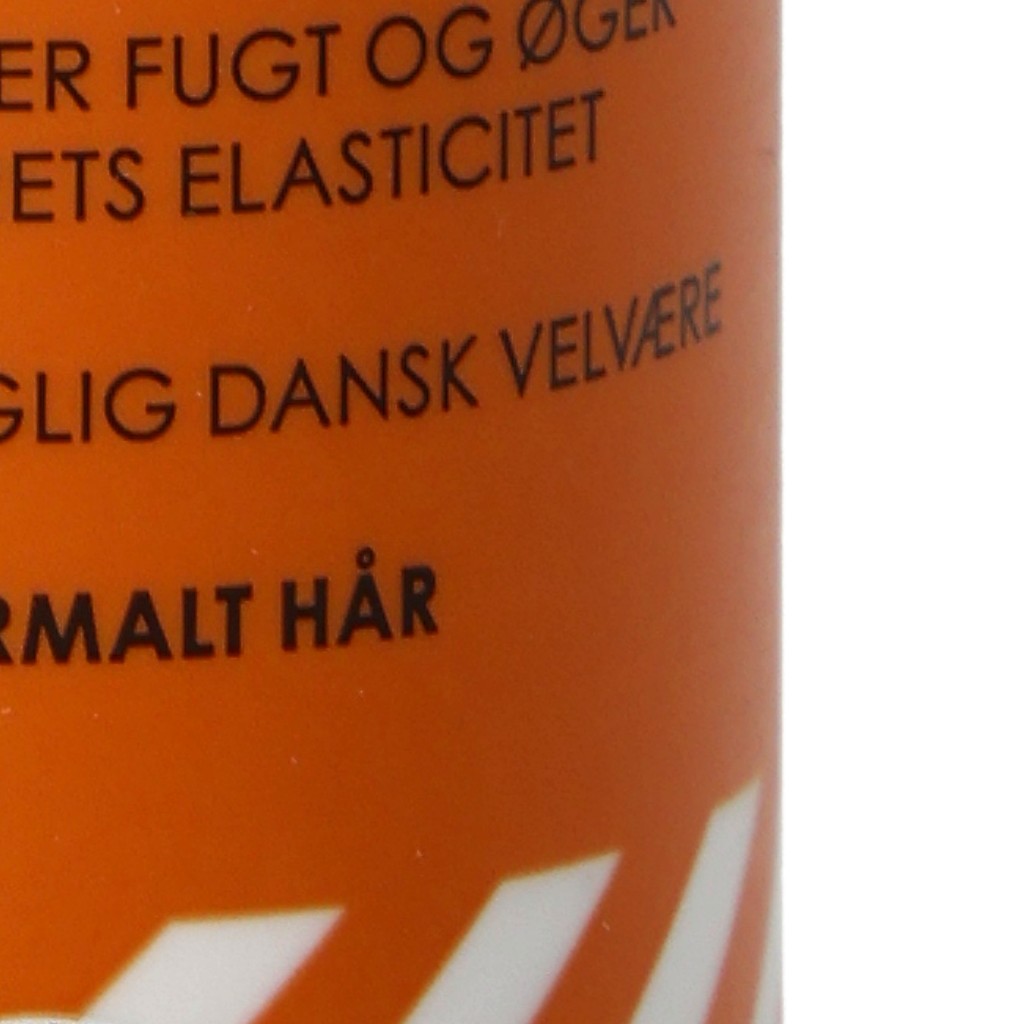 ER FUGT OG ØGER
ETS ELASTICITET
GLIG DANSK VELVÆRE
RMALT HÅR